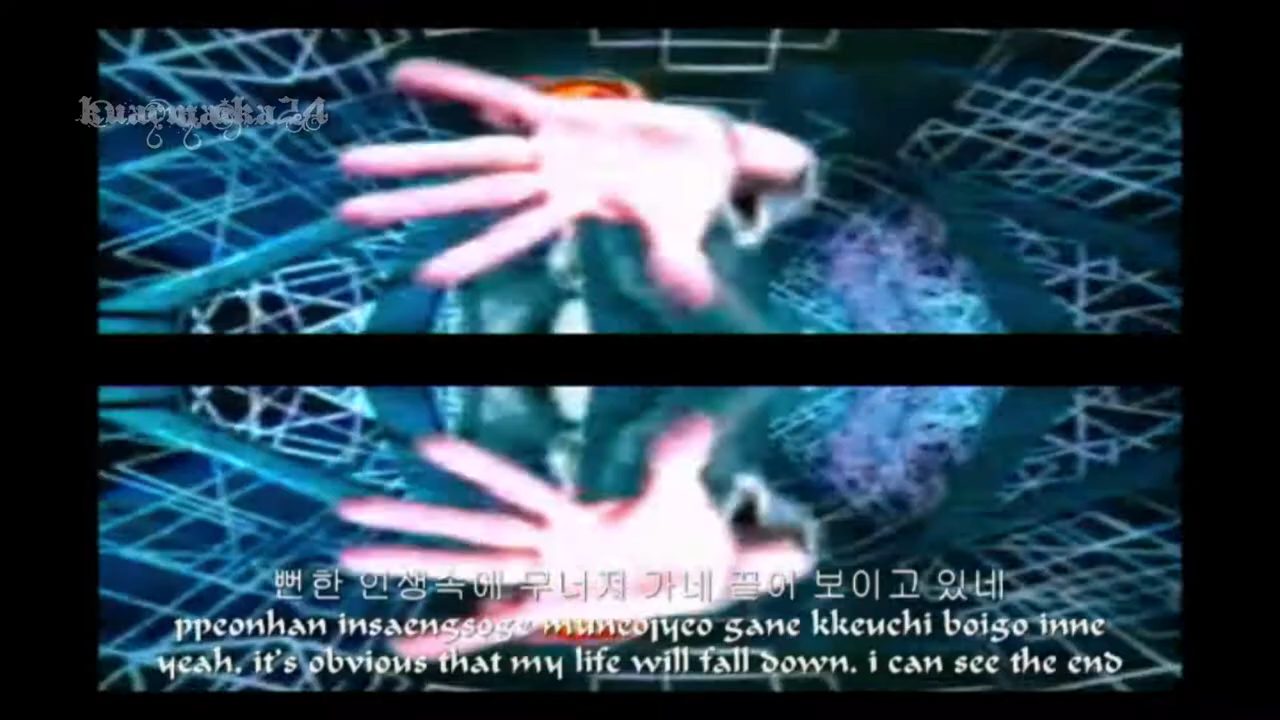 kuarmaika24
뻔한 인생속에 무너져 가네 끝이 보이고 있네
ppeonhan insaengsoge muneojyeo gane kkeuchi boigo inne
yeah, it's obvious that my life will fall down. i can see the end